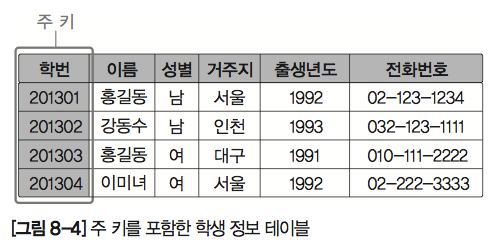 주 키
학번 이름 성별 거주지 출생년도 전화번호
201301 홍길동 남 서울 1992 02-123-1234
201302 강동수 남 인천 1993 032-123-1111
201303 홍길동 여 대구 1991 010-111-2222
201304 이미녀 여 서울 1992 02-222-3333
[그림 8-4] 주 키를 포함한 학생 정보 테이블